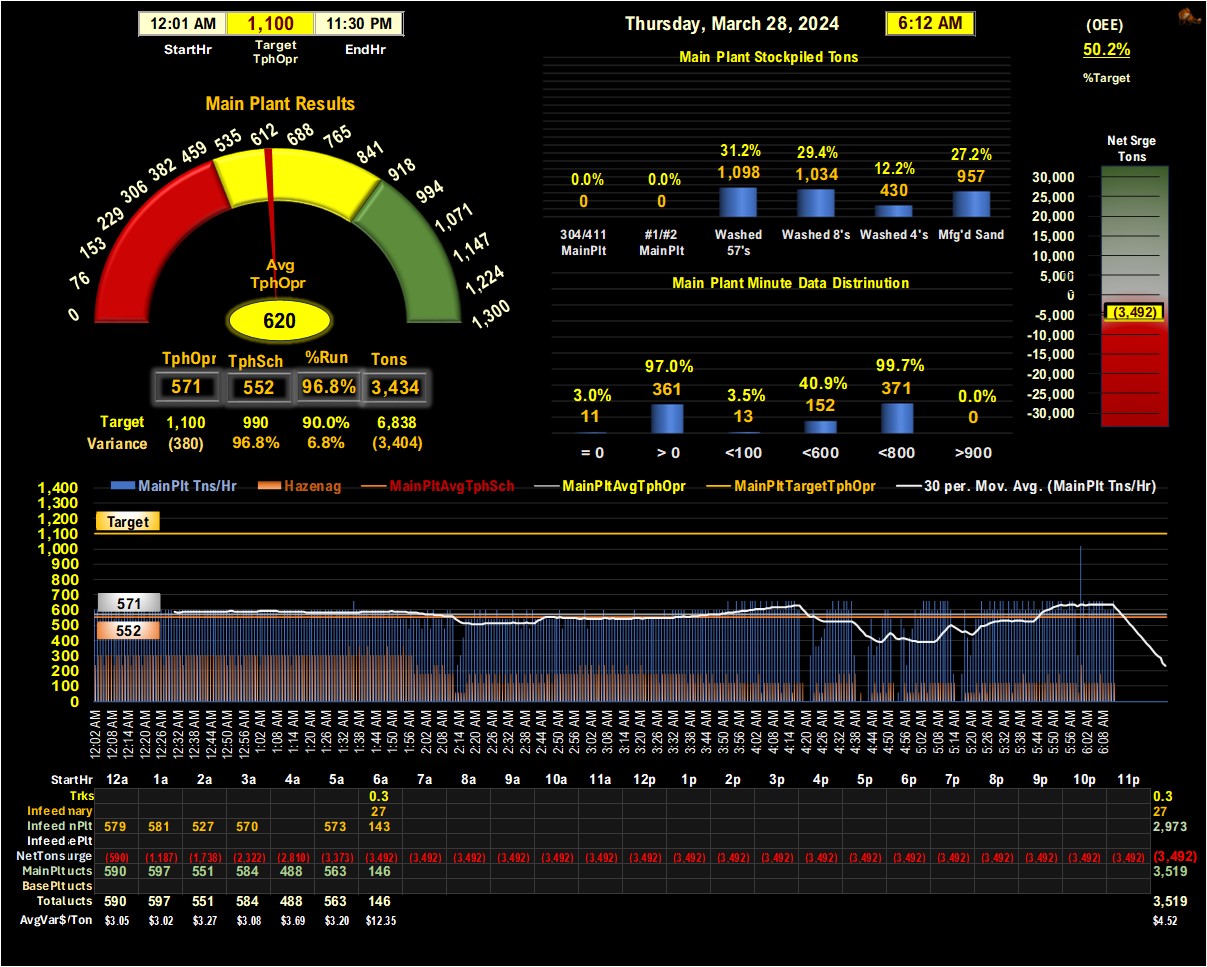 12:01 AM 1,100 11:30 PM
StartHr Target TphOpr EndHr
Thursday, March 28, 2024 6:12 AM
(OEE)
50.2%
%Target
Main Plant Results
0 76 153 229 306 382 459 535 612 688 765 841 918 994 1,071 1,147 1,224 1,300
Avg
TphOpr
620
TphOpr TphSch %Run Tons
571 552 96.8% 3,434
Target 1,100 990 90.0% 6,838
Variance (380) 96.8% 6.8% (3,404)
Main Plant Stockpiled Tons
0.0% 0.0% 31.2% 29.4% 12.2% 27.2%
0 0 1,098 1,034 430 957
304/411 MainPlt #1/#2 MainPlt Washed 57's Washed 8's Washed 4's Mfg'd Sand
Main Plant Minute Data Distrinution
3.0% 97.0% 3.5% 40.9% 99.7% 0.0%
11 361 13 152 371 0
= 0 > 0 <100 <600 <800 >900
Net Srge
Tons
30,000
25,000
20,000
15,000
10,000
5,000
0
-5,000
-10,000
-15,000
-20,000
-25,000
-30,000
(3,492)
MainPlt Tns/Hr Hazenag MainPltAvgTphSch MainPltAvgTphOpr MainPltTargetTphOpr 30 per. Mov. Avg. (MainPlt Tns/Hr)
1,400
1,300
1,200
1,100
1,000
900
800
700
600
500
400
300
200
100
0
Target
571
552
12:02 AM 12:08 AM 12:14 AM 12:20 AM 12:26 AM 12:32 AM 12:38 AM 12:44 AM 12:50 AM 12:56 AM 1:02 AM 1:08 AM 1:14 AM 1:20 AM 1:26 AM 1:32 AM 1:38 AM 1:44 AM 1:50 AM 1:56 AM 2:02 AM 2:08 AM 2:14 AM 2:20 AM 2:26 AM 2:32 AM 2:38 AM 2:44 AM 2:50 AM 2:56 AM 3:02 AM 3:08 AM 3:14 AM 3:20 AM 3:26 AM 3:32 AM 3:38 AM 3:44 AM 3:50 AM 3:56 AM 4:02 AM 4:08 AM 4:14 AM 4:20 AM 4:26 AM 4:32 AM 4:38 AM 4:44 AM 4:50 AM 4:56 AM 5:02 AM 5:08 AM 5:14 AM 5:20 AM 5:26 AM 5:32 AM 5:38 AM 5:44 AM 5:50 AM 5:56 AM 6:02 AM 6:08 AM
StartHr 12a 1a 2a 3a 4a 5a 6a 7a 8a 9a 10a 11a 12p 1p 2p 3p 4p 5p 6p 7p 8p 9p 10p 11p
Trks 0.3 0.3
Infeed nary 27 27
Infeed nPlt 579 581 527 570 573 143 2,973
Infeed ePlt
NetTons urge (590) (1,187) (1,738) (2,322) (2,810) (3,373) (3,492) (3,492) (3,492) (3,492) (3,492) (3,492) (3,492) (3,492) (3,492) (3,492) (3,492) (3,492) (3,492) (3,492) (3,492) (3,492) (3,492) (3,492) (3,492)
MainPlt ucts 590 597 551 584 488 563 146 3,519
BasePlt ucts
Total ucts 590 597 551 584 488 563 146 3,519
AvgVar$/Ton $3.05 $3.02 $3.27 $3.08 $3.69 $3.20 $12.35 $4.52